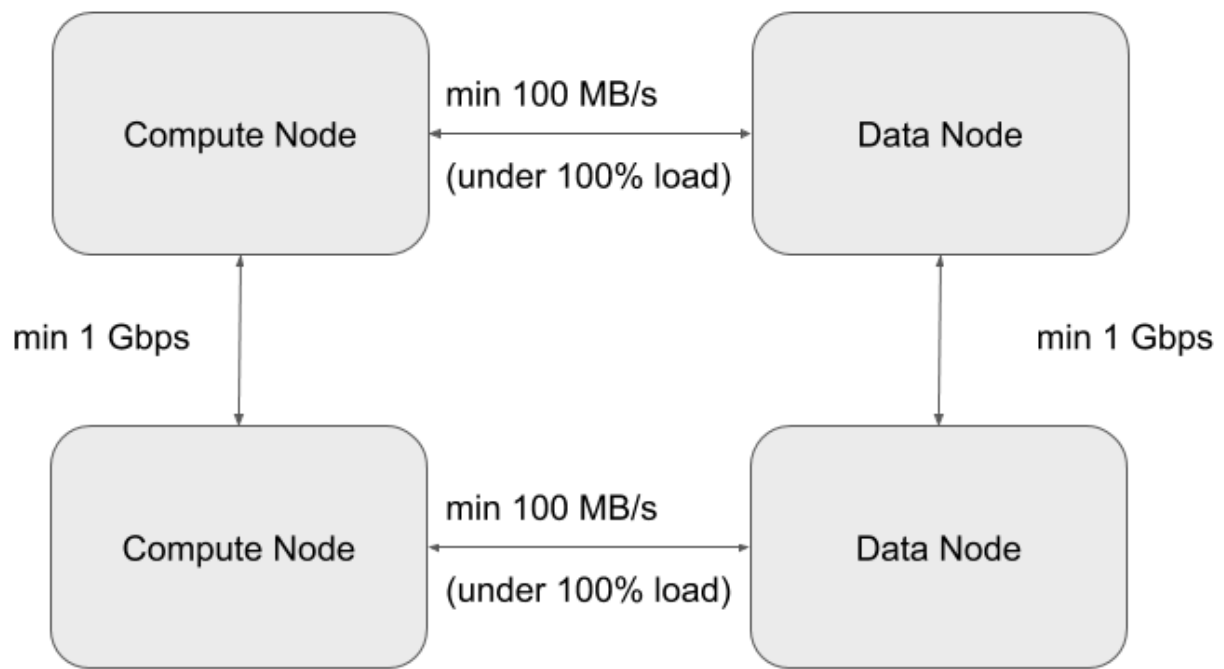 Compute Node
min 100 MB/s
(under 100% load)
Data Node
min 1 Gbps
min 1 Gbps
Compute Node
min 100 MB/s
(under 100% load)
Data Node